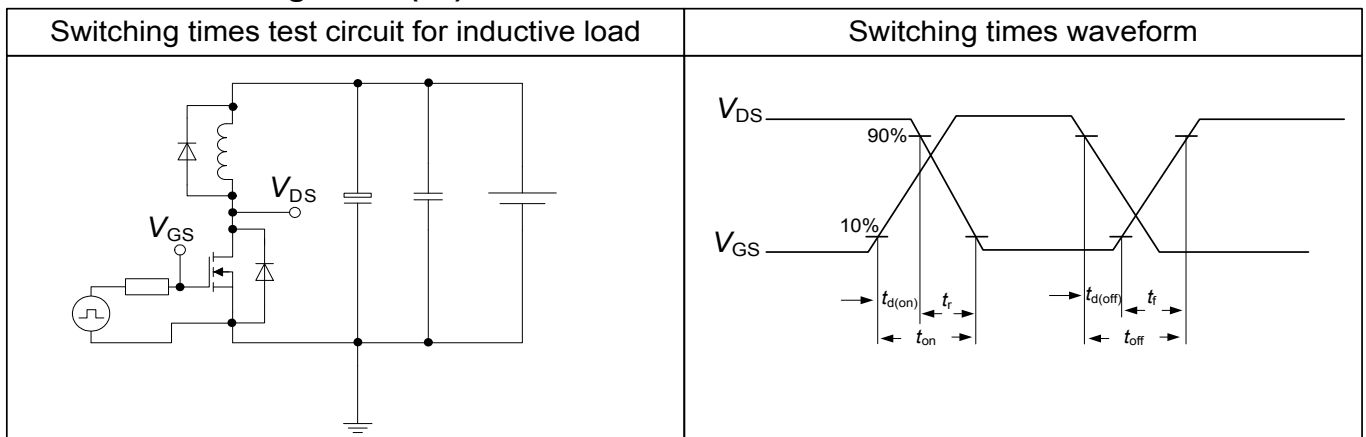 Switching times test circuit for inductive load
Switching times waveform
VDS
VGS
VDS
90%
10%
VGS
td(on)
tr
ton
td(off)
tf
toff